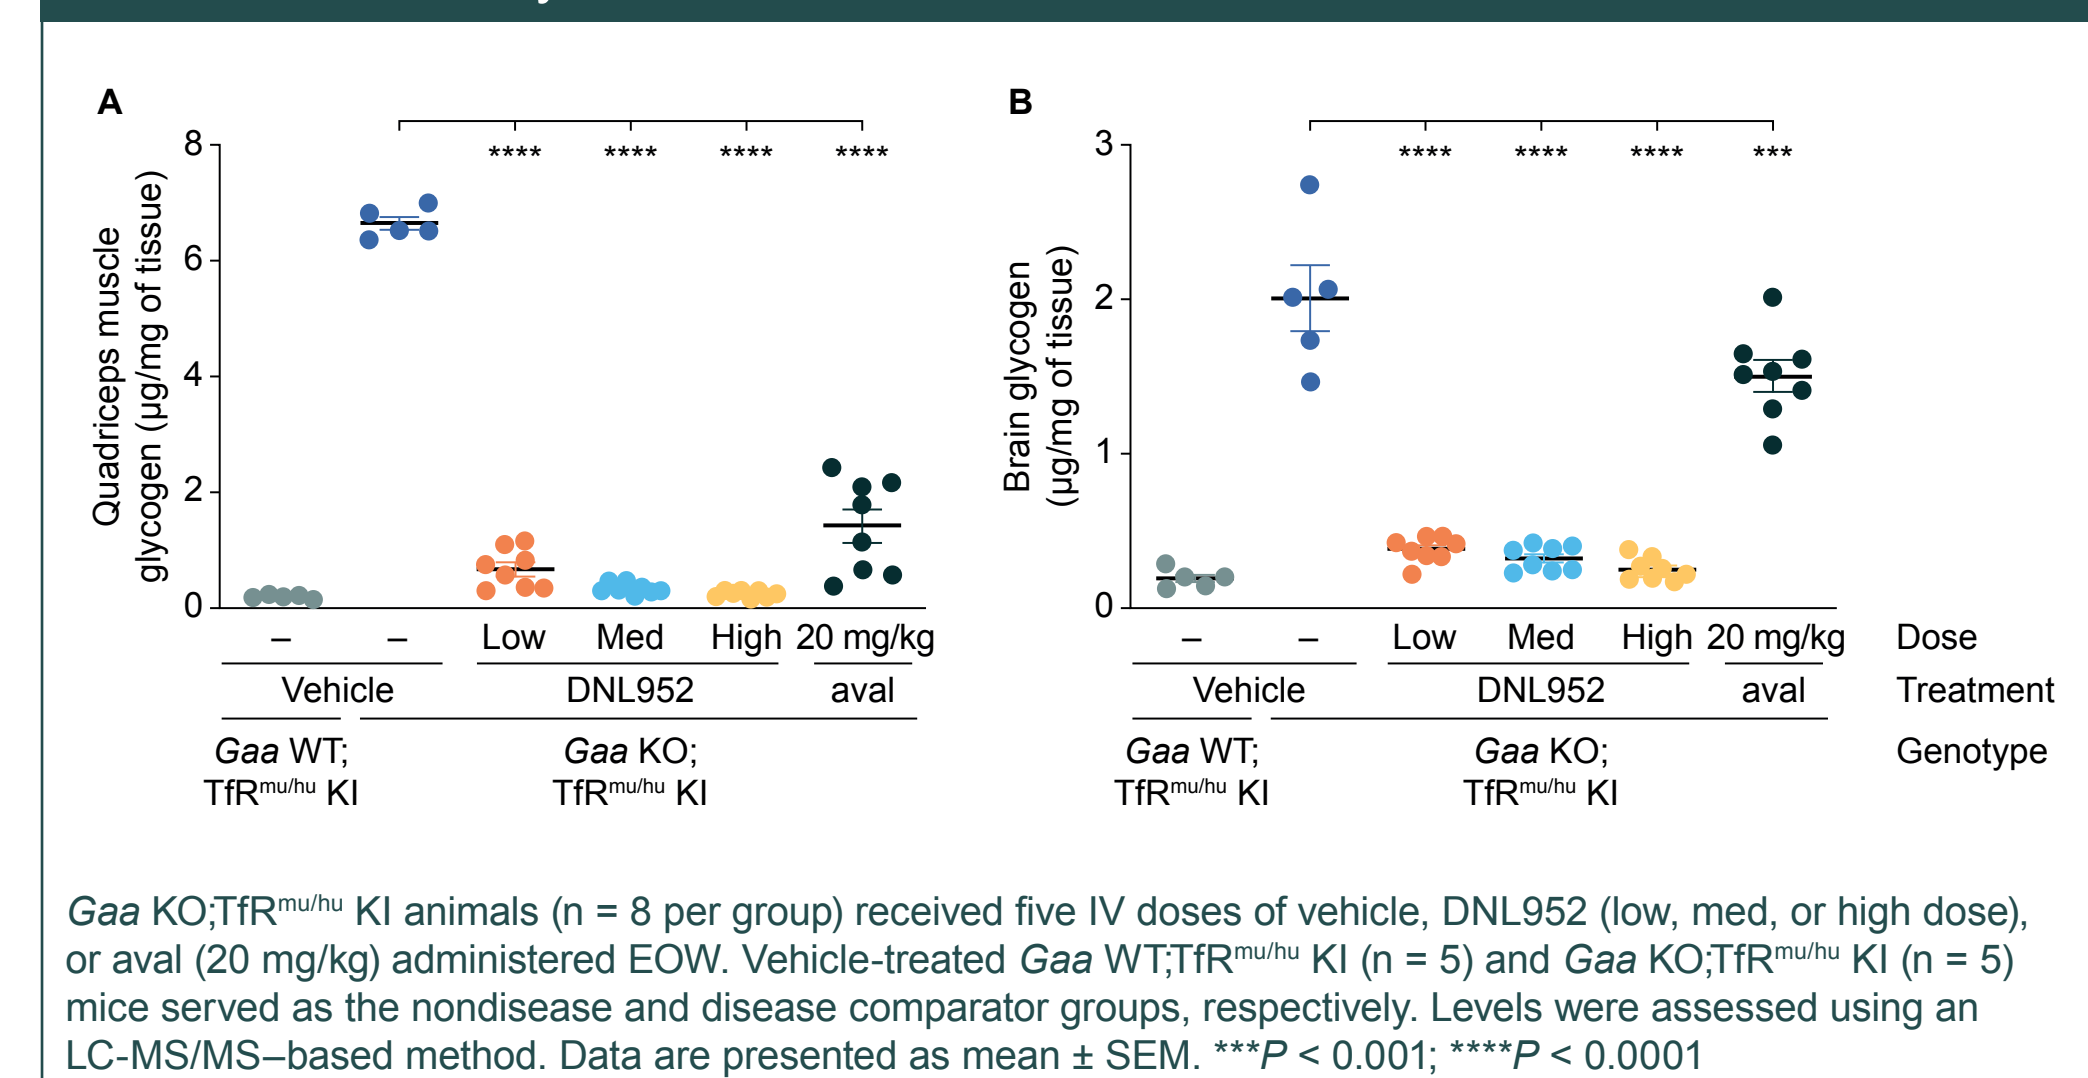 A
B
8
6
4
2
0
Quadriceps muscle
glycogen (µg/mg of tissue)
**** **** **** ****
– – Low Med High 20 mg/kg
Vehicle DNL952 aval
Gaa WT; Gaa KO;
TfRmu/hu KI TfRmu/hu KI
3
2
1
0
Brain glycogen
(µg/mg of tissue)
**** **** **** ***
– – Low Med High 20 mg/kg Dose
Vehicle DNL952 aval Treatment
Gaa WT; Gaa KO; Genotype
TfRmu/hu KI TfRmu/hu KI
Gaa KO;TfRmu/hu KI animals (n = 8 per group) received five IV doses of vehicle, DNL952 (low, med, or high dose),
or aval (20 mg/kg) administered EOW. Vehicle-treated Gaa WT;TfRmu/hu KI (n = 5) and Gaa KO;TfRmu/hu KI (n = 5)
mice served as the nondisease and disease comparator groups, respectively. Levels were assessed using an
LC-MS/MS–based method. Data are presented as mean ± SEM. ***P < 0.001; ****P < 0.0001